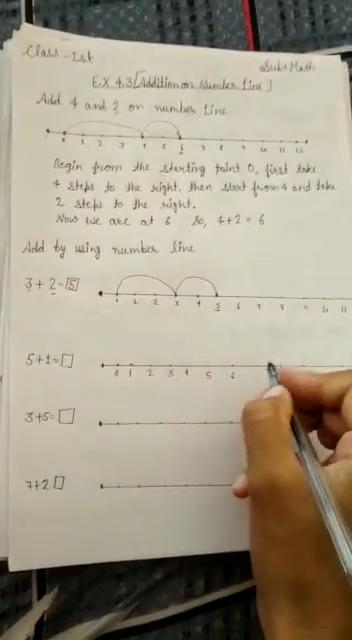 Class-Ist
Sub: Math
EX 4.3 [Addition on Number Line]
Add 4 and 2 on number line
0 1 2 3 4 5 6 7 8 9 10 11 12
Begin from the starting point 0, first take
4 steps to the right. then start from 4 and take
2 steps to the right.
Now we are at 6 So, 4+2 = 6
Add by using number line
3 + 2 = 5
0 1 2 3 4 5 6 7 8 9 10 11
5+1=
0 1 2 3 4 5 6
3+5=
7+2